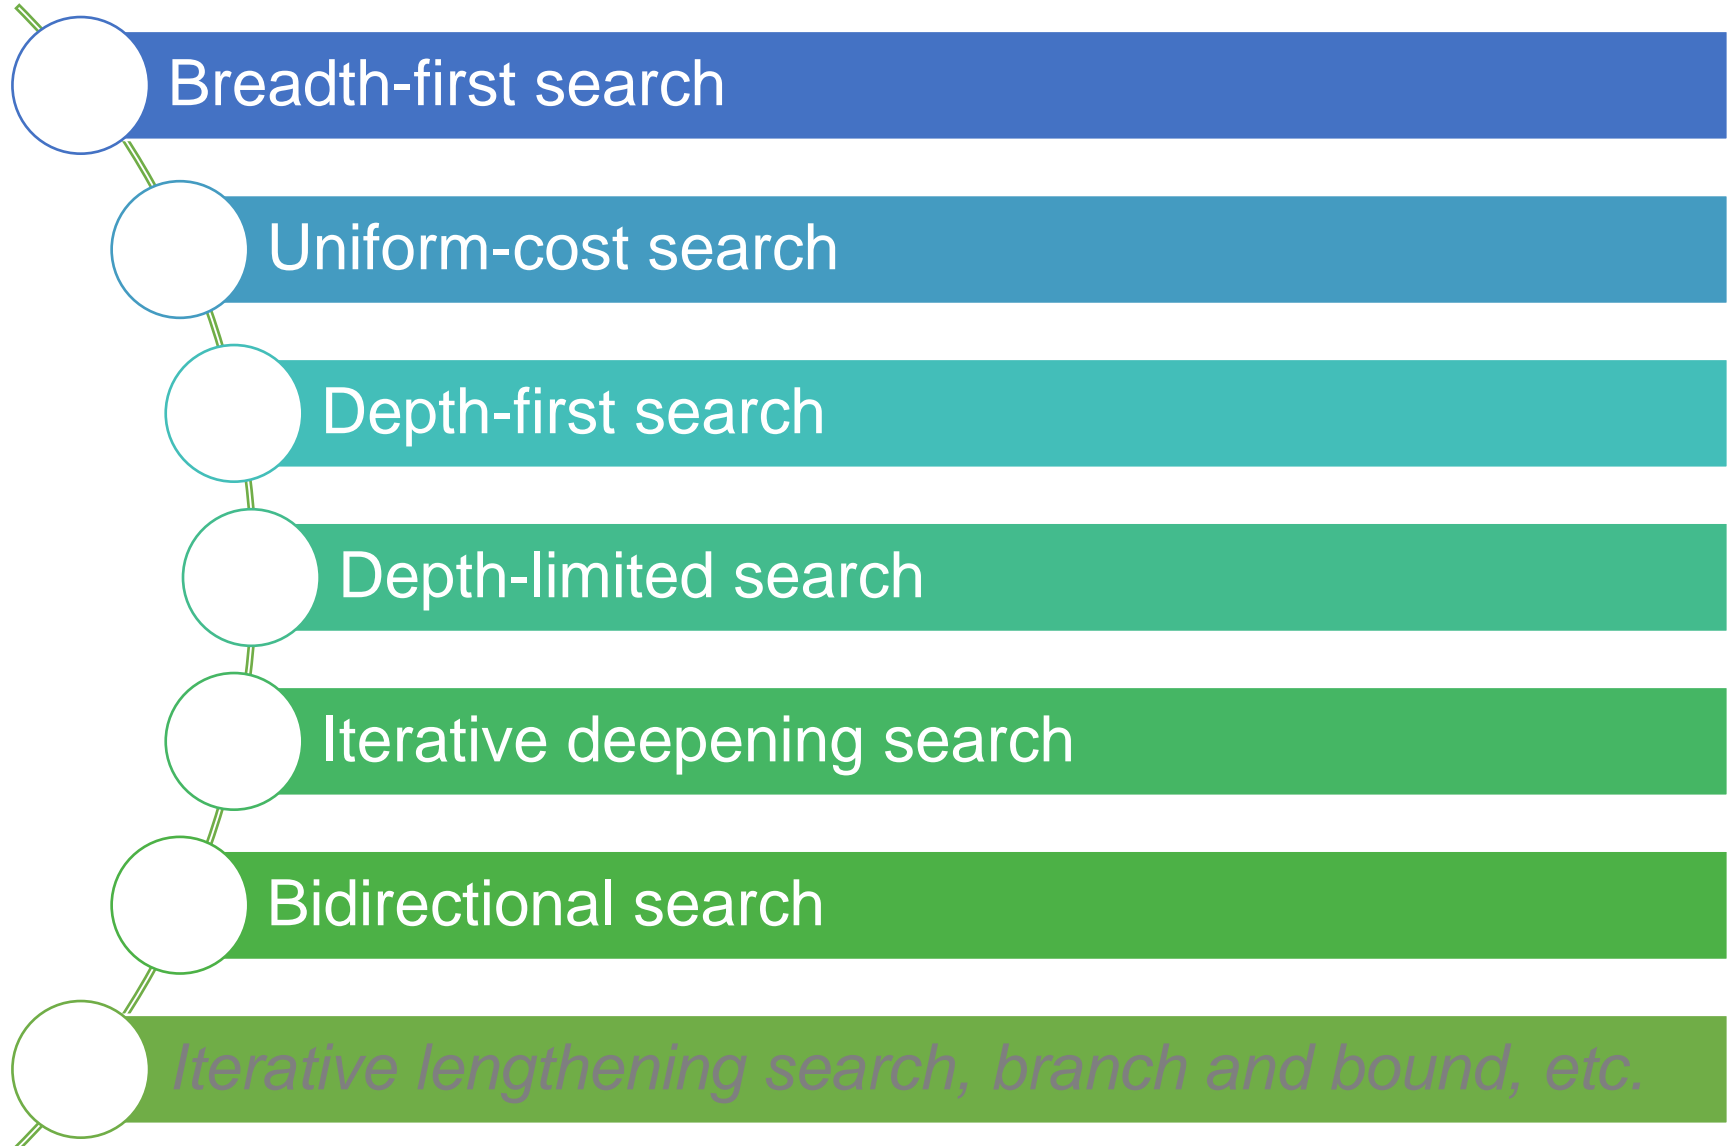 Breadth-first search
Uniform-cost search
Depth-first search
Depth-limited search
Iterative deepening search
Bidirectional search
Iterative lengthening search, branch and bound, etc.